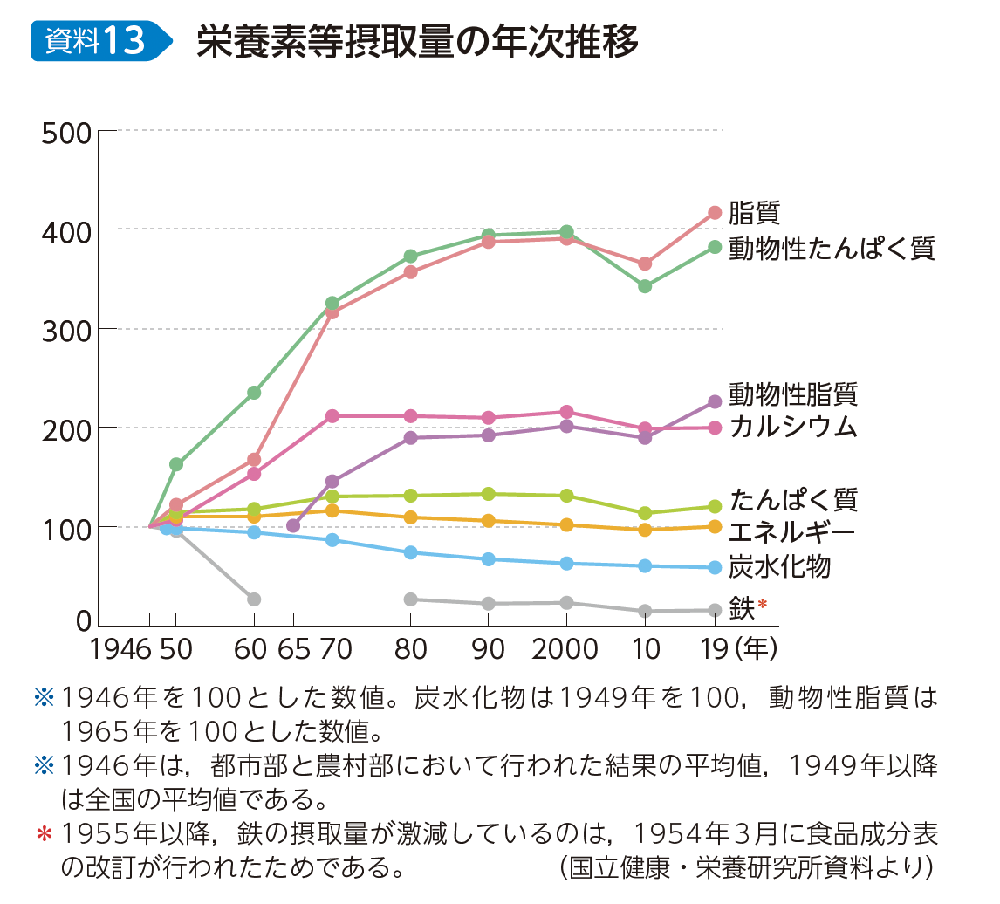 資料13 栄養素等摂取量の年次推移
500
400
300
200
100
0
脂質
動物性たんぱく質
動物性脂質
カルシウム
たんぱく質
エネルギー
炭水化物
鉄*
1946 50 60 65 70 80 90 2000 10 19(年)
※1946年を100とした数値。炭水化物は1949年を100，動物性脂質は
1965年を100とした数値。
※1946年は，都市部と農村部において行われた結果の平均値，1949年以降
は全国の平均値である。
*1955年以降，鉄の摂取量が激減しているのは，1954年3月に食品成分表
の改訂が行われたためである。 （国立健康・栄養研究所資料より）